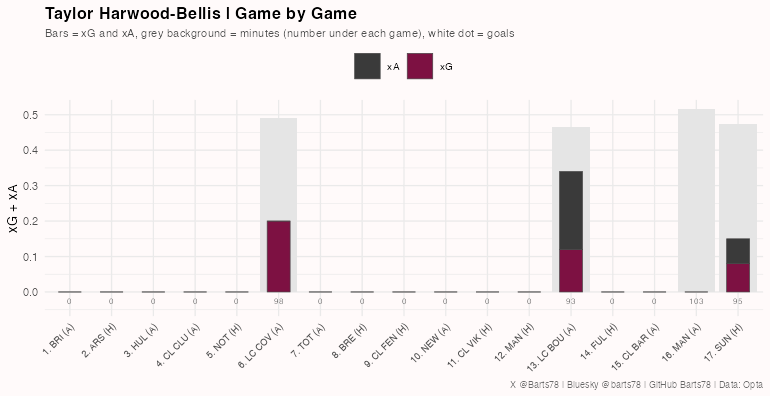 Taylor Harwood-Bellis | Game by Game
Bars = xG and xA, grey background = minutes (number under each game), white dot = goals
xA xG
xG + xA
0.5
0.4
0.3
0.2
0.1
0.0
0 0 0 0 0 98 0 0 0 0 0 0 93 0 0 103 95
1. BRI (A)
2. ARS (H)
3. HUL (A)
4. CL CLU (A)
5. NOT (H)
6. LC COV (A)
7. TOT (A)
8. BRE (H)
9. CL FEN (H)
10. NEW (A)
11. CL VIK (H)
12. MAN (H)
13. LC BOU (A)
14. FUL (H)
15. CL BAR (A)
16. MAN (A)
17. SUN (H)
X @Barts78 | Bluesky @barts78 | GitHub Barts78 | Data: Opta